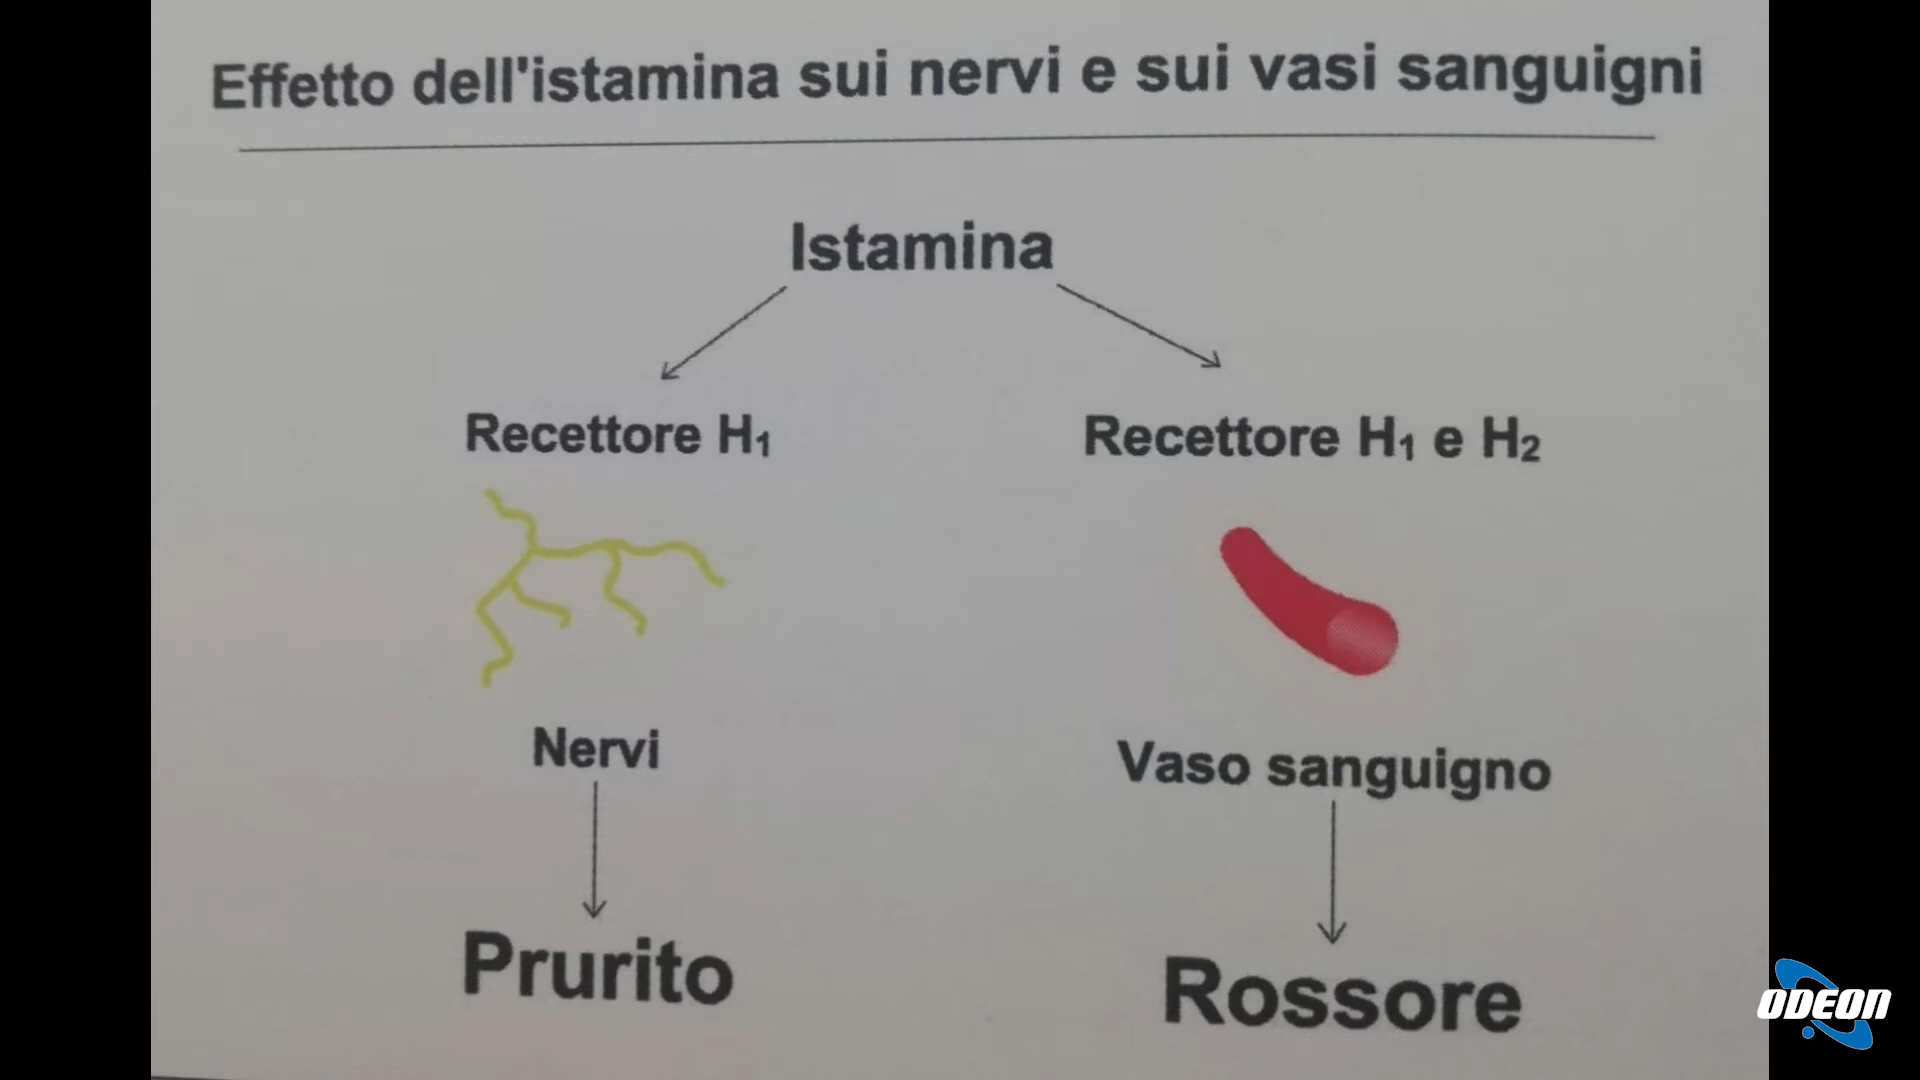 Effetto dell'istamina sui nervi e sui vasi sanguigni
Istamina
Recettore H₁
Recettore H₁ e H₂
Nervi
Vaso sanguigno
Prurito
Rossore
ODEON